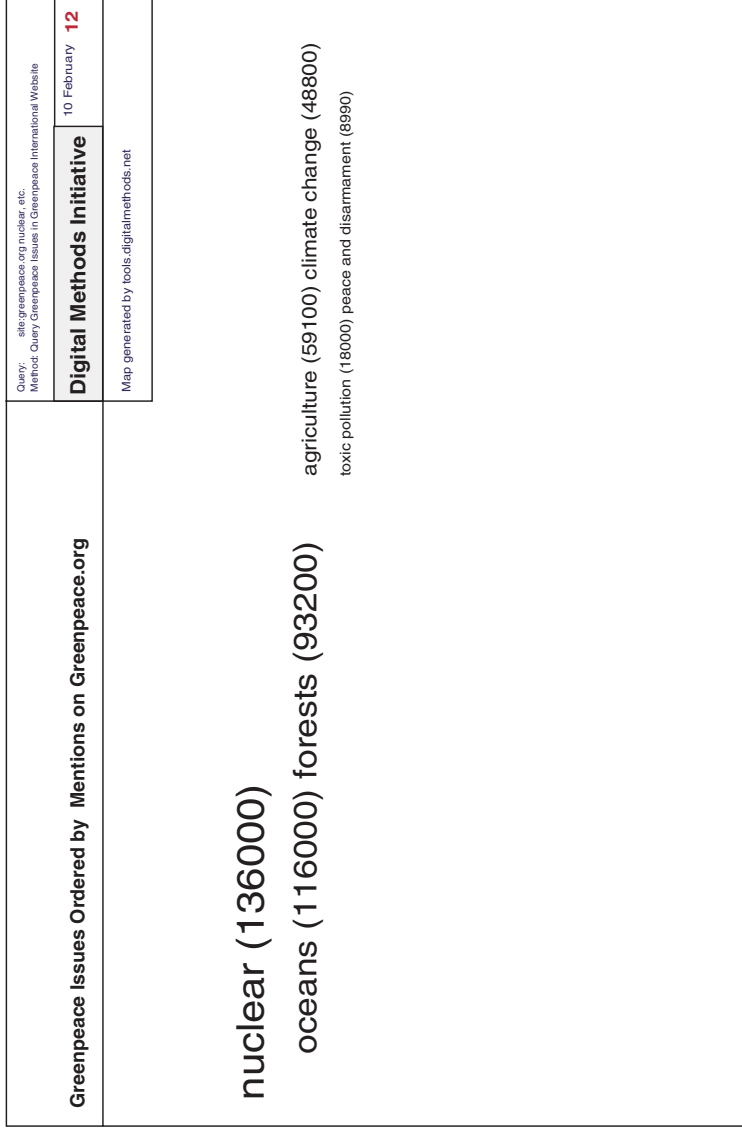 Query: site:greenpeace.org nuclear, etc.
Method: Query Greenpeace Issues in Greenpeace International Website
Greenpeace Issues Ordered by Mentions on Greenpeace.org
Digital Methods Initiative
10 February 12
Map generated by tools.digitalmethods.net
nuclear (136000)
oceans (116000) forests (93200) agriculture (59100) climate change (48800)
toxic pollution (18000) peace and disarmament (8990)